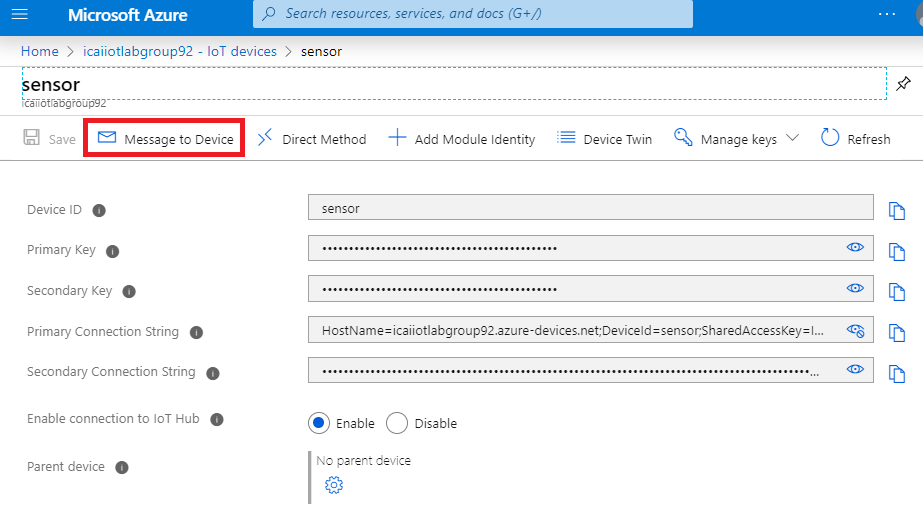 Microsoft Azure
Search resources, services, and docs (G+/)
...
Home > icaiiotlabgroup92 - IoT devices > sensor
sensor
icaiiotlabgroup92
Save Message to Device Direct Method Add Module Identity Device Twin Manage keys Refresh
Device ID sensor
Primary Key ••••••••••••••••••••••••••••••••••••••••••••
Secondary Key ••••••••••••••••••••••••••••••••••••••••••••
Primary Connection String HostName=icaiiotlabgroup92.azure-devices.net;DeviceId=sensor;SharedAccessKey=I...
Secondary Connection String ••••••••••••••••••••••••••••••••••••••••••••••••••••••••••••••••••••••••••••••••••••••••••...
Enable connection to IoT Hub Enable Disable
Parent device No parent device